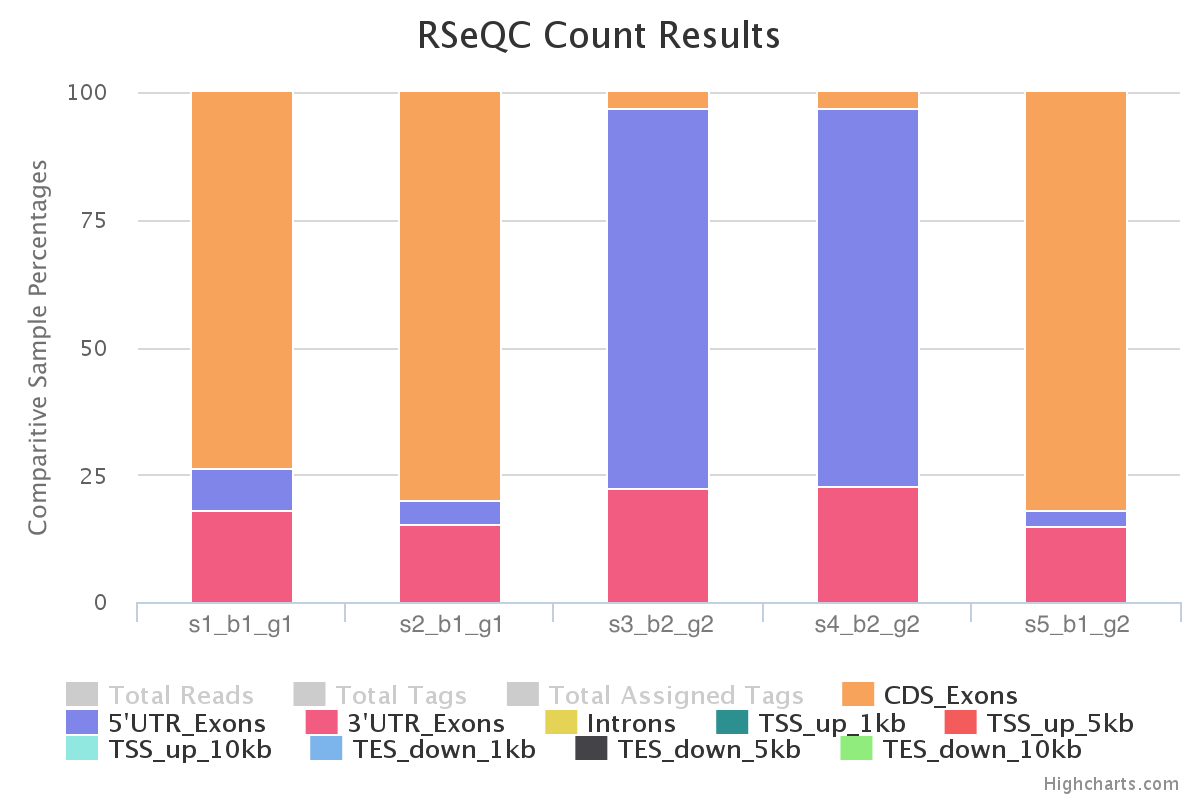 RSeQC Count Results
Comparitive Sample Percentages
100
75
50
25
0
s1_b1_g1 s2_b1_g1 s3_b2_g2 s4_b2_g2 s5_b1_g2
Total Reads Total Tags Total Assigned Tags CDS_Exons
5'UTR_Exons 3'UTR_Exons Introns TSS_up_1kb TSS_up_5kb
TSS_up_10kb TES_down_1kb TES_down_5kb TES_down_10kb
Highcharts.com